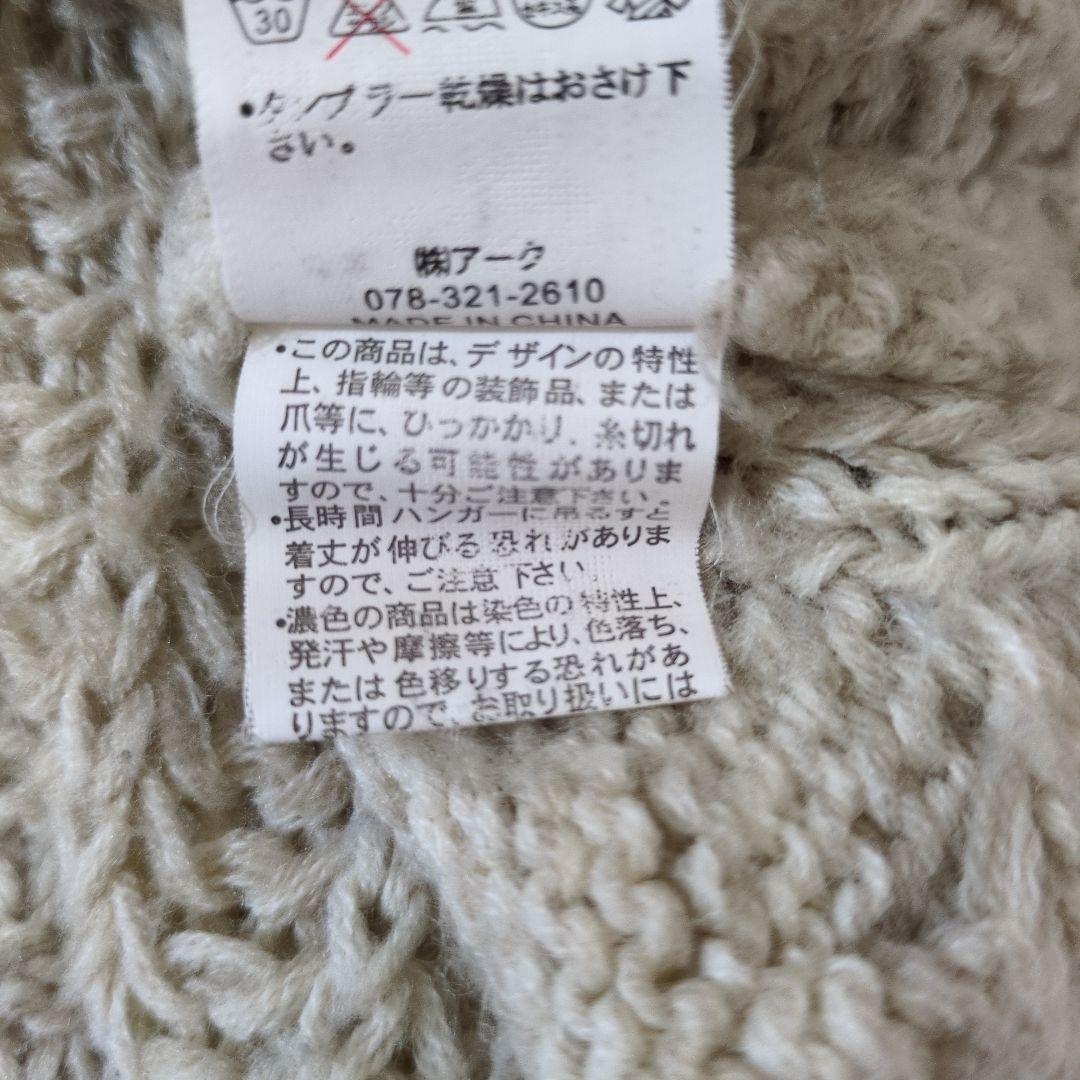 30
•タンブラー乾燥はおさけ下
さい。
㈱アーク
078-321-2610
MADE IN CHINA
•この商品は、デザインの特性
上、指輪等の装飾品、または
爪等に、ひっかかり、糸切れ
が生じる可能性がありま
すので、十分ご注意下さい。
•長時間ハンガーに吊るすと
着丈が伸びる恐れがありま
すので、ご注意下さい
•濃色の商品は染色の特性上、
発汗や摩擦等により、色落ち、
または色移りする恐れがあ
りますので、お取り扱いには